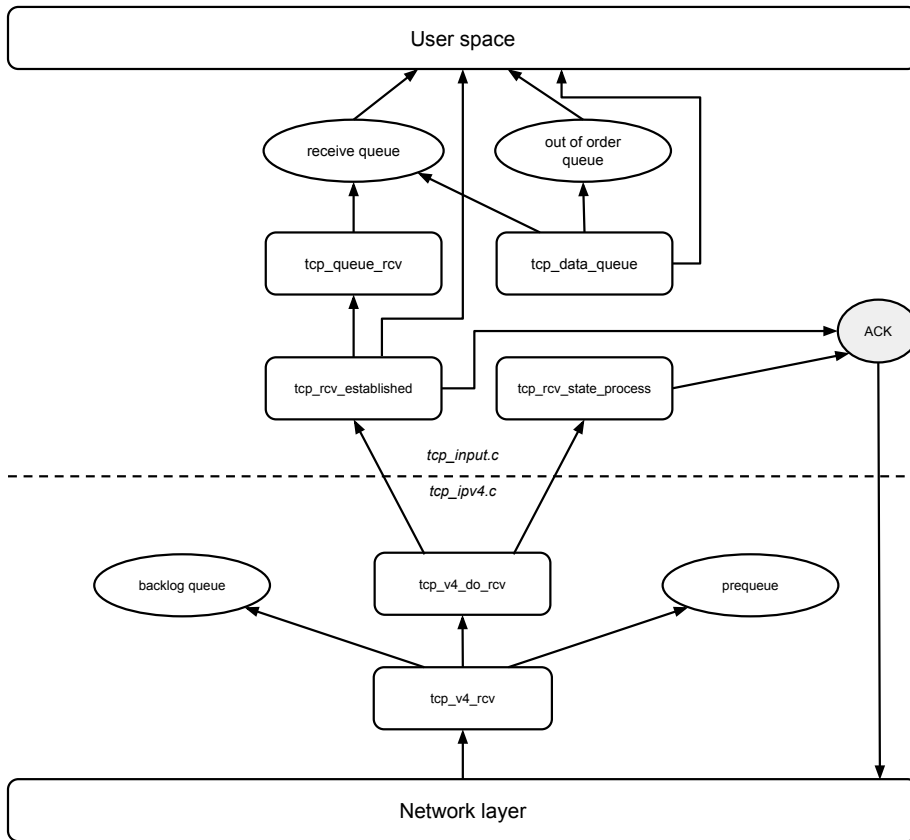 User space
receive queue
out of order
queue
tcp_queue_rcv
tcp_data_queue
ACK
tcp_rcv_established
tcp_rcv_state_process
tcp_input.c
tcp_ipv4.c
backlog queue
tcp_v4_do_rcv
prequeue
tcp_v4_rcv
Network layer